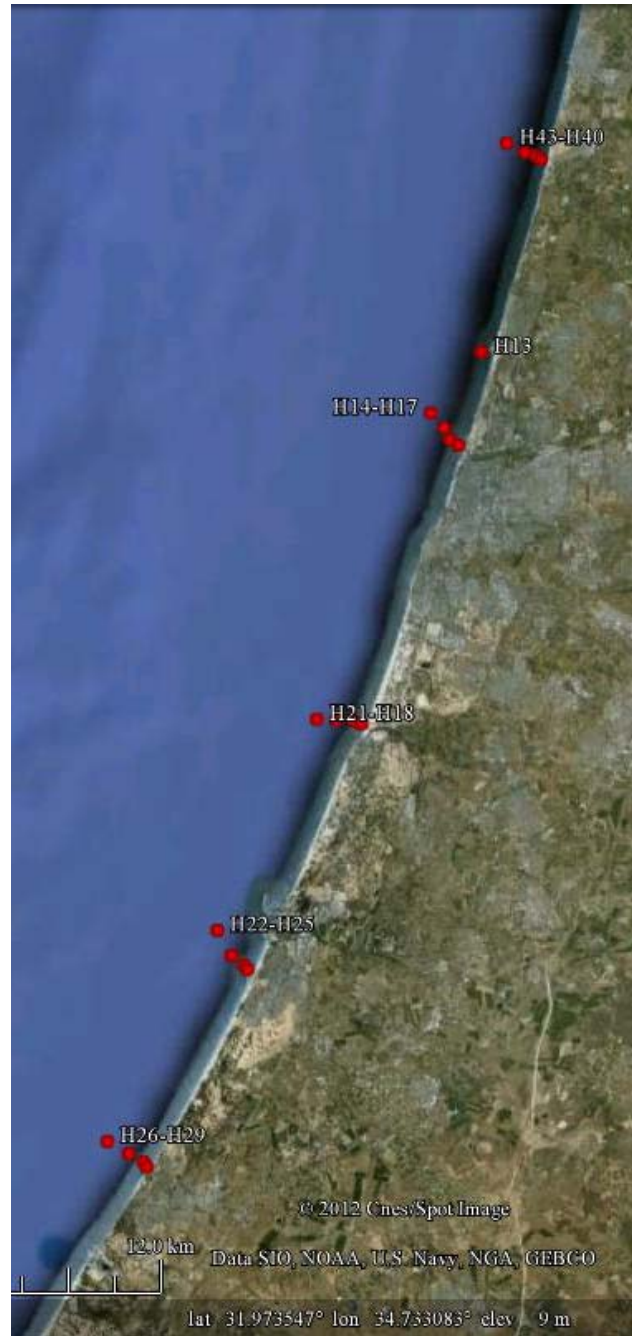 H43-H40
H13
H14-H17
H21-H18
H22-H25
H26-H29
© 2012 Cnes/Spot Image
12.0 km
Data SIO, NOAA, U.S. Navy, NGA, GEBCO
lat 31.973547° lon 34.733083° elev 9 m